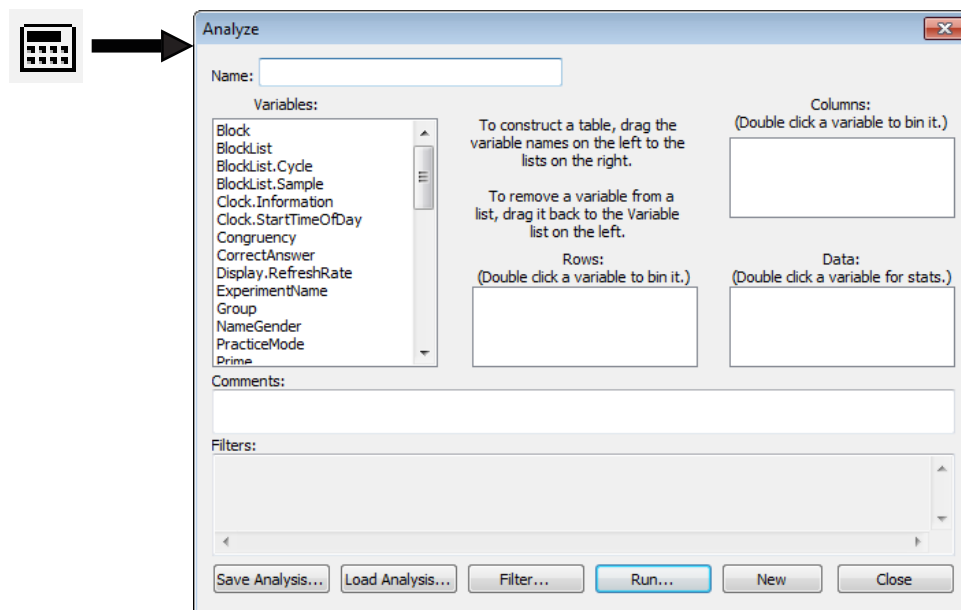 Analyze
Name:
Variables:
Block
BlockList
BlockList.Cycle
BlockList.Sample
Clock.Information
Clock.StartTimeOfDay
Congruency
CorrectAnswer
Display.RefreshRate
ExperimentName
Group
NameGender
PracticeMode
Prime
To construct a table, drag the
variable names on the left to the
lists on the right.
To remove a variable from a
list, drag it back to the Variable
list on the left.
Columns:
(Double click a variable to bin it.)
Rows:
(Double click a variable to bin it.)
Data:
(Double click a variable for stats.)
Comments:
Filters:
Save Analysis...
Load Analysis...
Filter...
Run...
New
Close